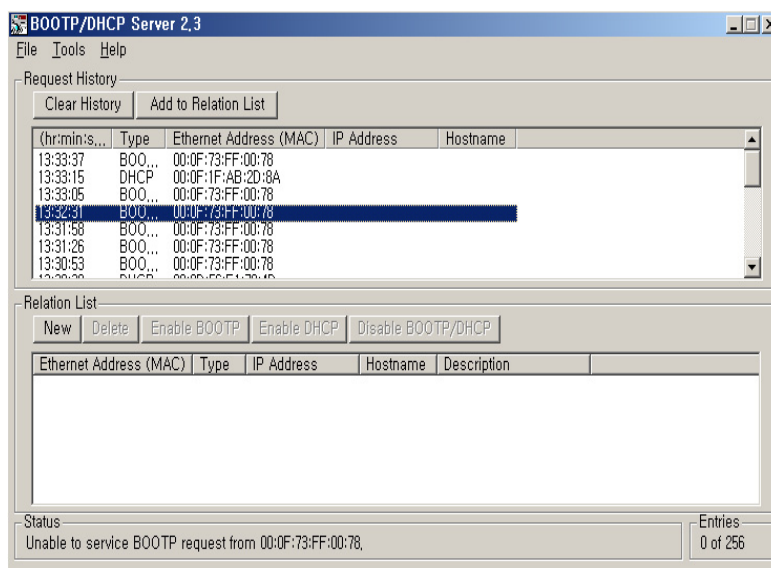 BOOTP/DHCP Server 2,3
File Tools Help
Request History
Clear History Add to Relation List
(hr:min:s,,, Type Ethernet Address (MAC) IP Address Hostname
13:33:37 BOO,,, 00:0F:73:FF:00:78
13:33:15 DHCP 00:0F:1F:AB:2D:8A
13:33:05 BOO,,, 00:0F:73:FF:00:78
13:32:31 BOO,,, 00:0F:73:FF:00:78
13:31:58 BOO,,, 00:0F:73:FF:00:78
13:31:26 BOO,,, 00:0F:73:FF:00:78
13:30:53 BOO,,, 00:0F:73:FF:00:78
Relation List
New Delete Enable BOOTP Enable DHCP Disable BOOTP/DHCP
Ethernet Address (MAC) Type IP Address Hostname Description
Status
Unable to service BOOTP request from 00:0F:73:FF:00:78,
Entries
0 of 256